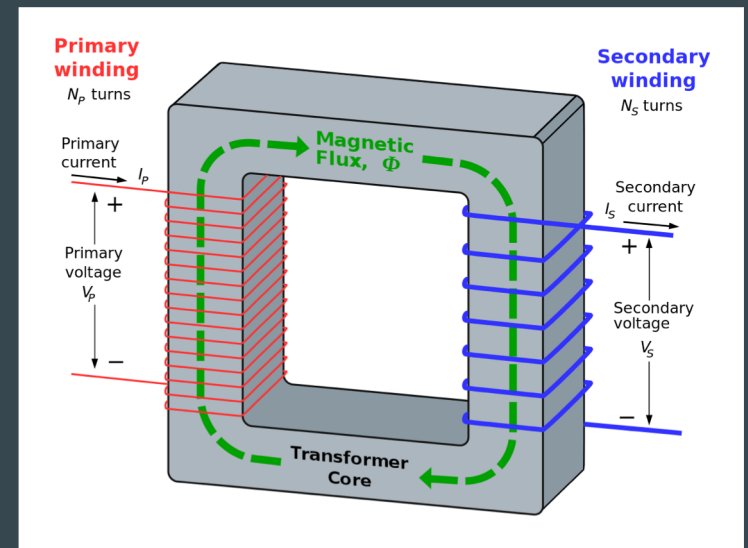 Primary
winding
Nₚ turns
Primary
current
Iₚ
+
Primary
voltage
Vₚ
−
Magnetic
Flux, Φ
Transformer
Core
Secondary
winding
Nₛ turns
Secondary
current
Iₛ
+
Secondary
voltage
Vₛ
−